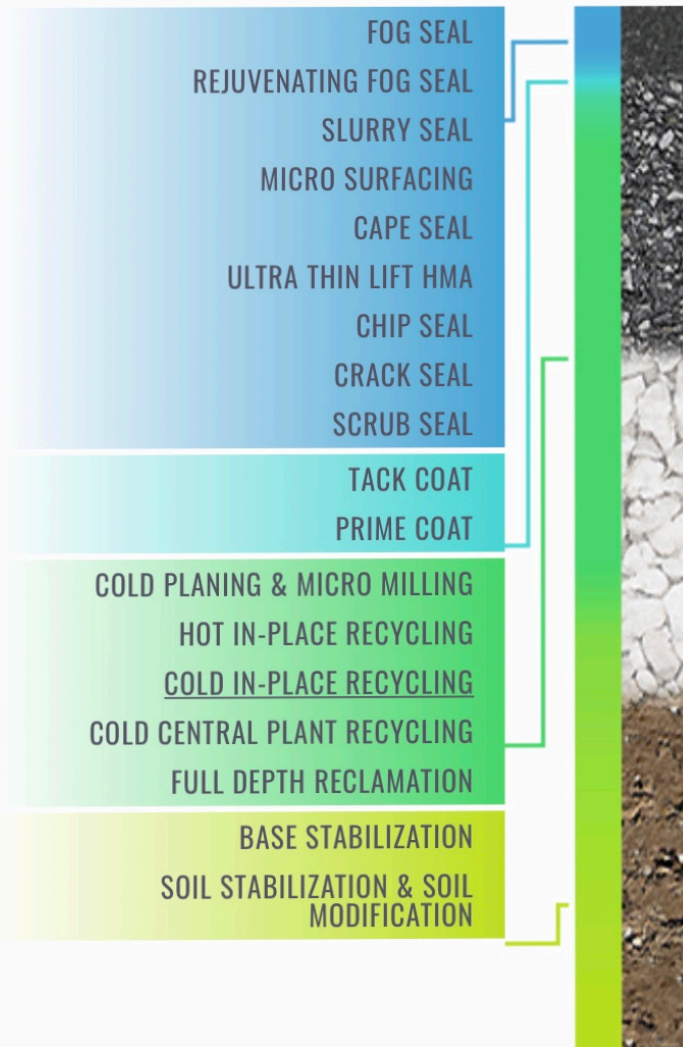 FOG SEAL
REJUVENATING FOG SEAL
SLURRY SEAL
MICRO SURFACING
CAPE SEAL
ULTRA THIN LIFT HMA
CHIP SEAL
CRACK SEAL
SCRUB SEAL
TACK COAT
PRIME COAT
COLD PLANING & MICRO MILLING
HOT IN-PLACE RECYCLING
COLD IN-PLACE RECYCLING
COLD CENTRAL PLANT RECYCLING
FULL DEPTH RECLAMATION
BASE STABILIZATION
SOIL STABILIZATION & SOIL
MODIFICATION